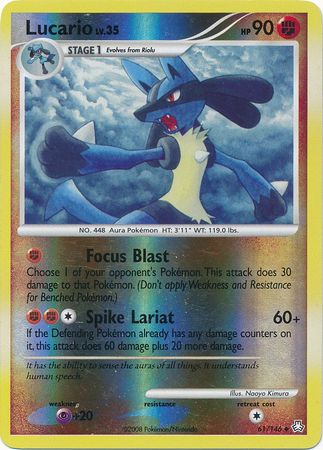 Lucario LV.35
HP 90
STAGE 1 Evolves from Riolu
NO. 448 Aura Pokémon HT: 3'11" WT: 119.0 lbs.
Focus Blast
Choose 1 of your opponent's Pokémon. This attack does 30
damage to that Pokémon. (Don't apply Weakness and Resistance
for Benched Pokémon.)
Spike Lariat 60+
If the Defending Pokémon already has any damage counters on
it, this attack does 60 damage plus 20 more damage.
It has the ability to sense the auras of all things. It understands
human speech.
Illus. Naoyo Kimura
weakness resistance retreat cost
+20
©2008 Pokémon/Nintendo
61/146